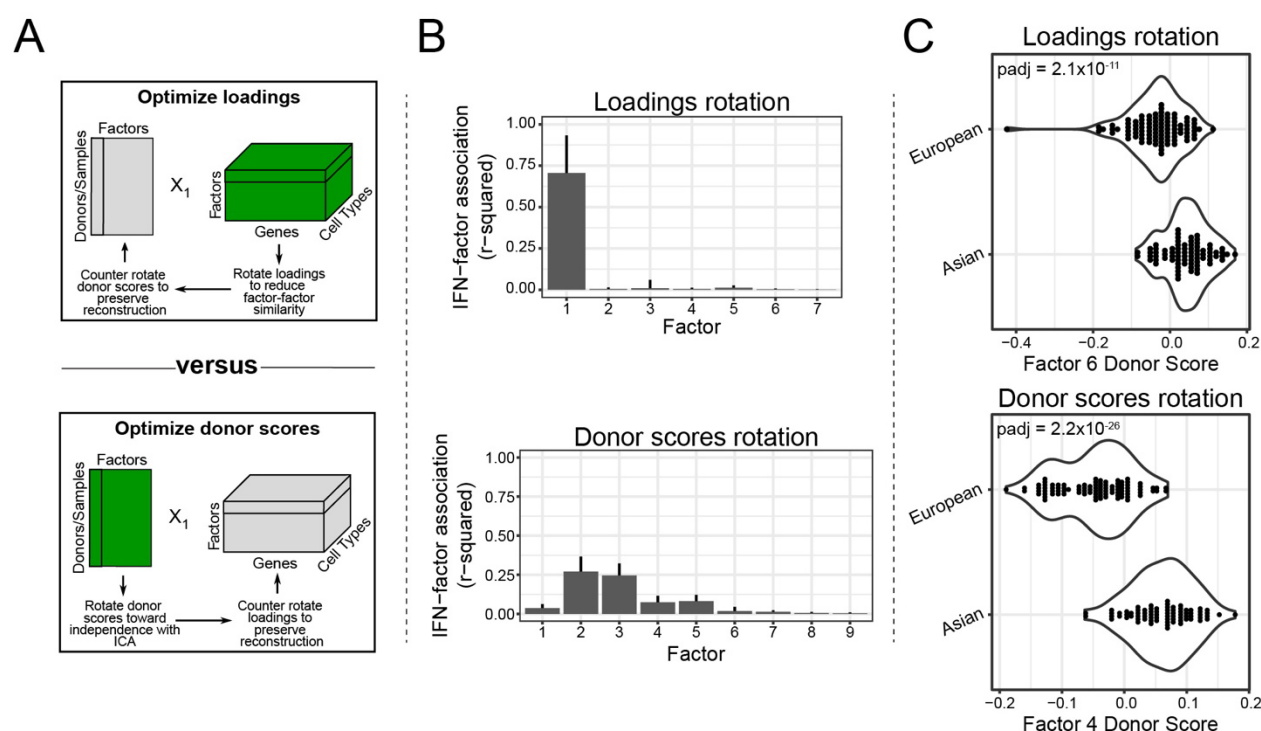 A
Optimize loadings
Factors
Donors/Samples
X1
Factors
Genes
Cell Types
Counter rotate
donor scores to
preserve
reconstruction
Rotate loadings
to reduce
factor-factor
similarity
versus
Optimize donor scores
Factors
Donors/Samples
X1
Factors
Genes
Cell Types
Rotate donor
scores toward
independence with
ICA
Counter rotate
loadings to
preserve
reconstruction
B
Loadings rotation
IFN−factor association
(r−squared)
1.00
0.75
0.50
0.25
0.00
1 2 3 4 5 6 7
Factor
Donor scores rotation
IFN−factor association
(r−squared)
1.00
0.75
0.50
0.25
0.00
1 2 3 4 5 6 7 8 9
Factor
C
Loadings rotation
padj = 2.1x10-11
European
Asian
−0.4 −0.2 0.0 0.2
Factor 6 Donor Score
Donor scores rotation
padj = 2.2x10-26
European
Asian
−0.2 −0.1 0.0 0.1 0.2
Factor 4 Donor Score